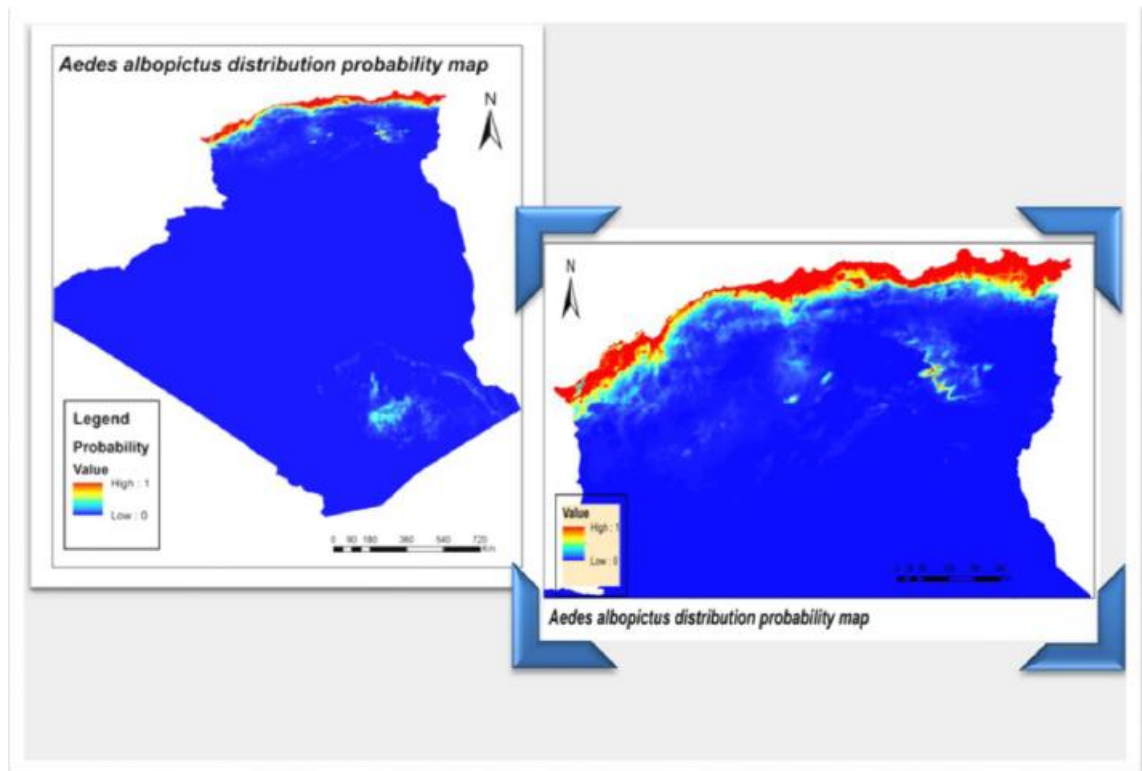 Aedes albopictus distribution probability map
N
Legend
Probability
Value
High : 1
Low : 0
0 90 180 360 540 720
Km
N
Value
High : 1
Low : 0
Aedes albopictus distribution probability map